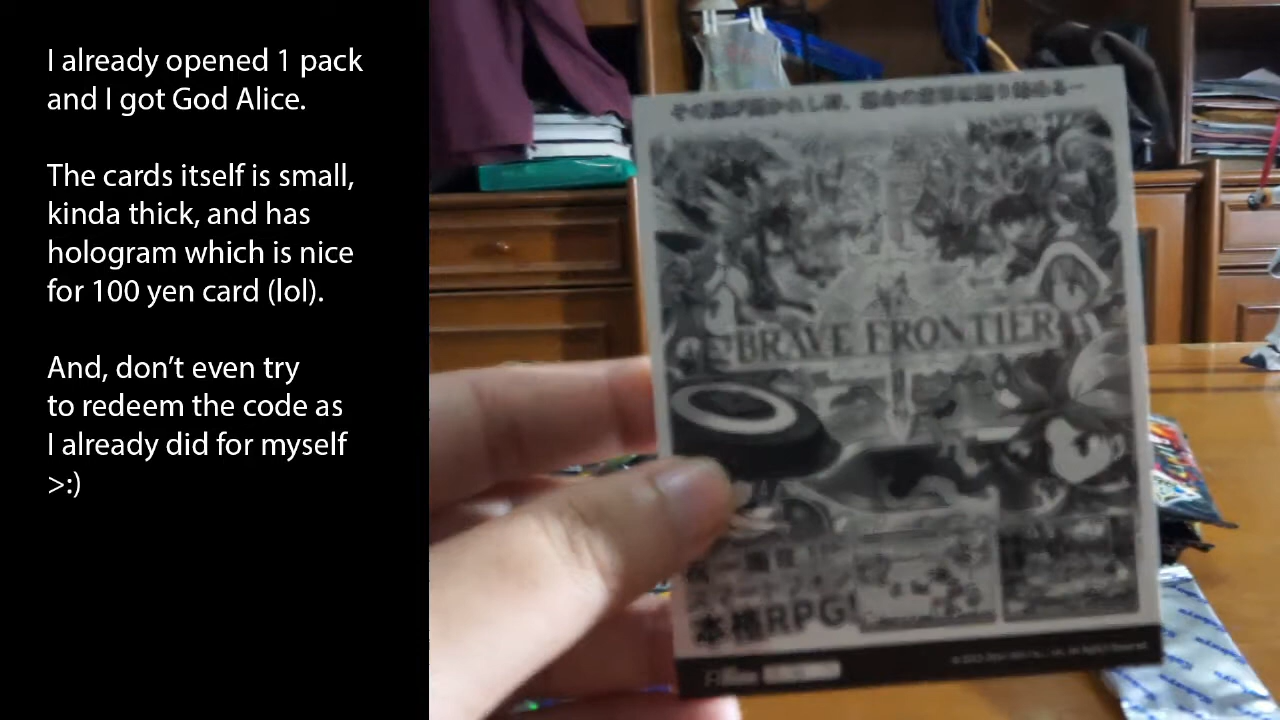 I already opened 1 pack
and I got God Alice.
The cards itself is small,
kinda thick, and has
hologram which is nice
for 100 yen card (lol).
And, don't even try
to redeem the code as
I already did for myself
>:)
BRAVE FRONTIER
本格RPG!